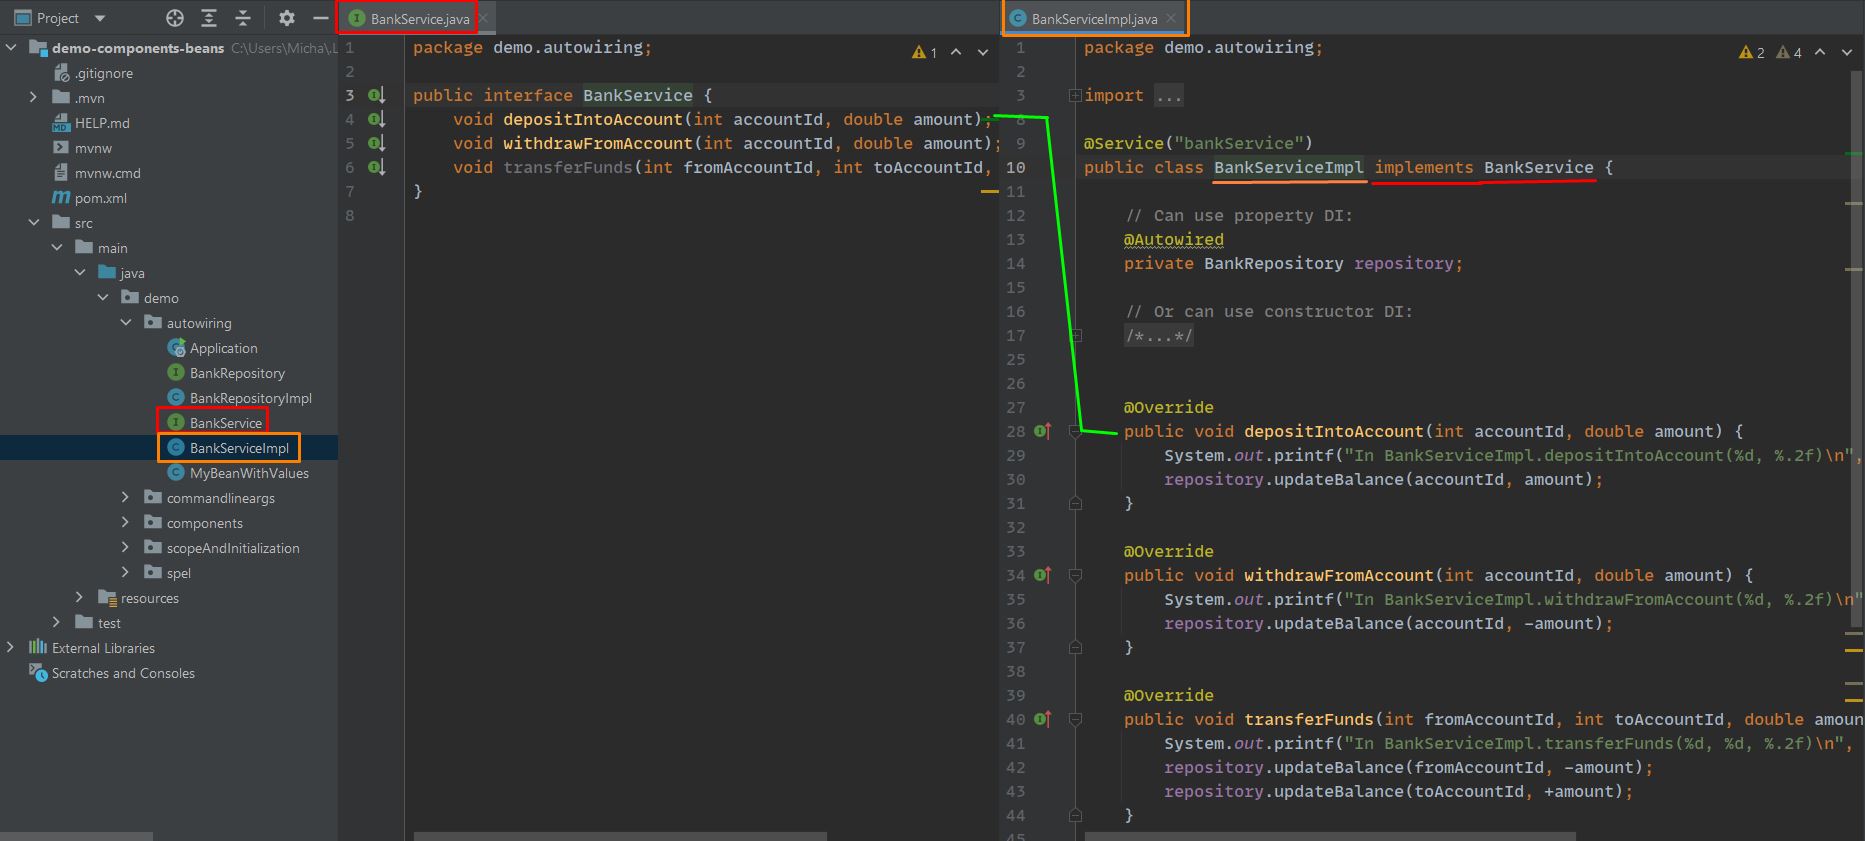 Project
demo-components-beans C:\Users\Micha\.L
.gitignore
.mvn
HELP.md
mvnw
mvnw.cmd
pom.xml
src
main
java
demo
autowiring
Application
BankRepository
BankRepositoryImpl
BankService
BankServiceImpl
MyBeanWithValues
commandlineargs
components
scopeAndInitialization
spel
resources
test
External Libraries
Scratches and Consoles
BankService.java
1 package demo.autowiring;
1
2
3 public interface BankService {
4 void depositIntoAccount(int accountId, double amount);
5 void withdrawFromAccount(int accountId, double amount);
6 void transferFunds(int fromAccountId, int toAccountId,
7 }
8
BankServiceImpl.java
1 package demo.autowiring;
2 4
2
3 import ...
8
9 @Service("bankService")
10 public class BankServiceImpl implements BankService {
11
12 // Can use property DI:
13 @Autowired
14 private BankRepository repository;
15
16 // Or can use constructor DI:
17 /*...*/
25
26
27 @Override
28 public void depositIntoAccount(int accountId, double amount) {
29 System.out.printf("In BankServiceImpl.depositIntoAccount(%d, %.2f)\n",
30 repository.updateBalance(accountId, amount);
31 }
32
33 @Override
34 public void withdrawFromAccount(int accountId, double amount) {
35 System.out.printf("In BankServiceImpl.withdrawFromAccount(%d, %.2f)\n"
36 repository.updateBalance(accountId, -amount);
37 }
38
39 @Override
40 public void transferFunds(int fromAccountId, int toAccountId, double amoun
41 System.out.printf("In BankServiceImpl.transferFunds(%d, %d, %.2f)\n",
42 repository.updateBalance(fromAccountId, -amount);
43 repository.updateBalance(toAccountId, +amount);
44 }
45